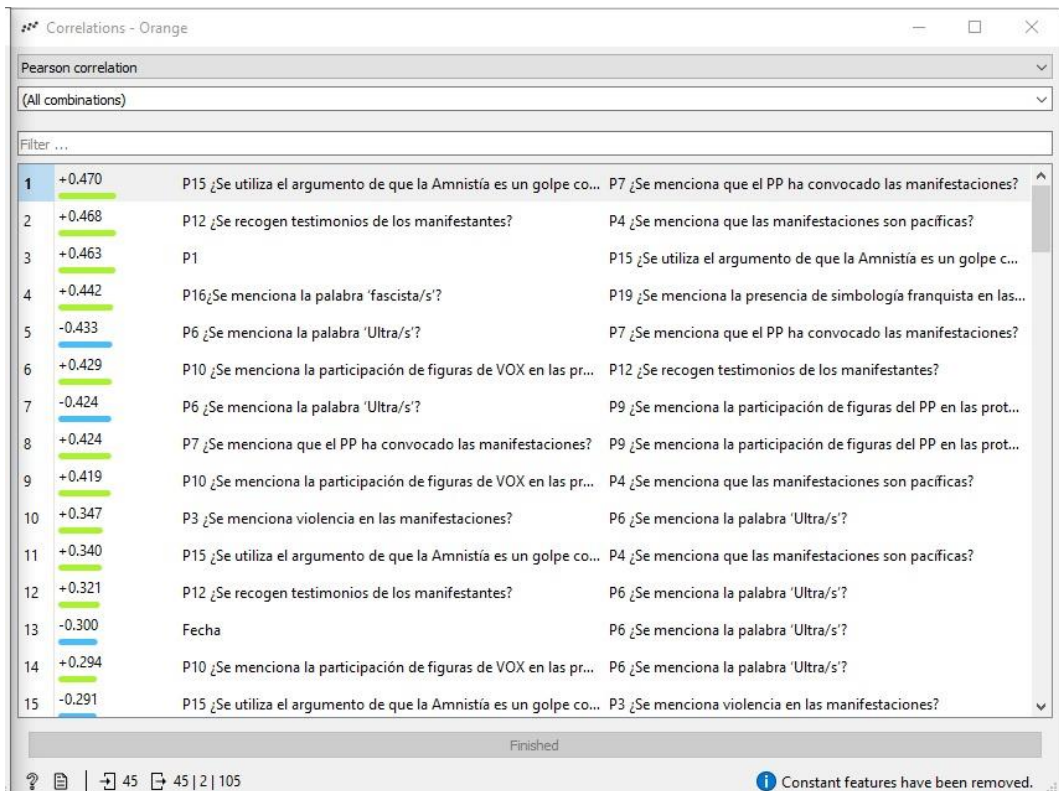 Correlations - Orange
Pearson correlation
(All combinations)
Filter ...
1 +0.470 P15 ¿Se utiliza el argumento de que la Amnistía es un golpe co... P7 ¿Se menciona que el PP ha convocado las manifestaciones?
2 +0.468 P12 ¿Se recogen testimonios de los manifestantes? P4 ¿Se menciona que las manifestaciones son pacíficas?
3 +0.463 P1 P15 ¿Se utiliza el argumento de que la Amnistía es un golpe c...
4 +0.442 P16¿Se menciona la palabra ‘fascista/s’? P19 ¿Se menciona la presencia de simbología franquista en las...
5 -0.433 P6 ¿Se menciona la palabra ‘Ultra/s’? P7 ¿Se menciona que el PP ha convocado las manifestaciones?
6 +0.429 P10 ¿Se menciona la participación de figuras de VOX en las pr... P12 ¿Se recogen testimonios de los manifestantes?
7 -0.424 P6 ¿Se menciona la palabra ‘Ultra/s’? P9 ¿Se menciona la participación de figuras del PP en las prot...
8 +0.424 P7 ¿Se menciona que el PP ha convocado las manifestaciones? P9 ¿Se menciona la participación de figuras del PP en las prot...
9 +0.419 P10 ¿Se menciona la participación de figuras de VOX en las pr... P4 ¿Se menciona que las manifestaciones son pacíficas?
10 +0.347 P3 ¿Se menciona violencia en las manifestaciones? P6 ¿Se menciona la palabra ‘Ultra/s’?
11 +0.340 P15 ¿Se utiliza el argumento de que la Amnistía es un golpe co... P4 ¿Se menciona que las manifestaciones son pacíficas?
12 +0.321 P12 ¿Se recogen testimonios de los manifestantes? P6 ¿Se menciona la palabra ‘Ultra/s’?
13 -0.300 Fecha P6 ¿Se menciona la palabra ‘Ultra/s’?
14 +0.294 P10 ¿Se menciona la participación de figuras de VOX en las pr... P6 ¿Se menciona la palabra ‘Ultra/s’?
15 -0.291 P15 ¿Se utiliza el argumento de que la Amnistía es un golpe co... P3 ¿Se menciona violencia en las manifestaciones?
Finished
? 45 45 | 2 | 105 Constant features have been removed.